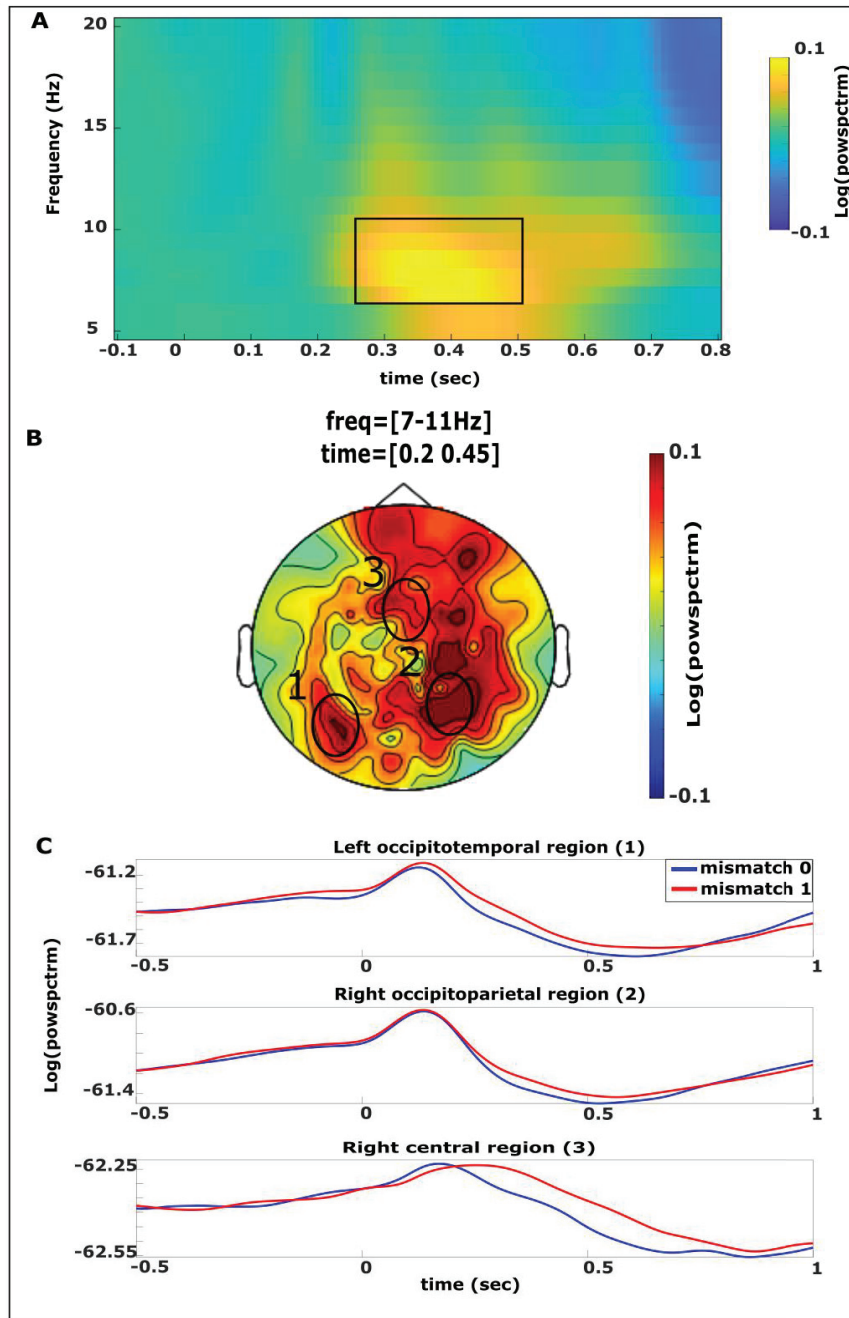 A
20
15
10
5
Frequency (Hz)
-0.1 0 0.1 0.2 0.3 0.4 0.5 0.6 0.7 0.8
time (sec)
0.1
-0.1
Log(powspctrm)
B
freq=[7-11Hz]
time=[0.2 0.45]
3
2
1
0.1
-0.1
Log(powspctrm)
C
Left occipitotemporal region (1)
mismatch 0
mismatch 1
-61.2
-61.7
-0.5 0 0.5 1
Right occipitoparietal region (2)
-60.6
-61.4
-0.5 0 0.5 1
Log(powspctrm)
Right central region (3)
-62.25
-62.55
-0.5 0 0.5 1
time (sec)